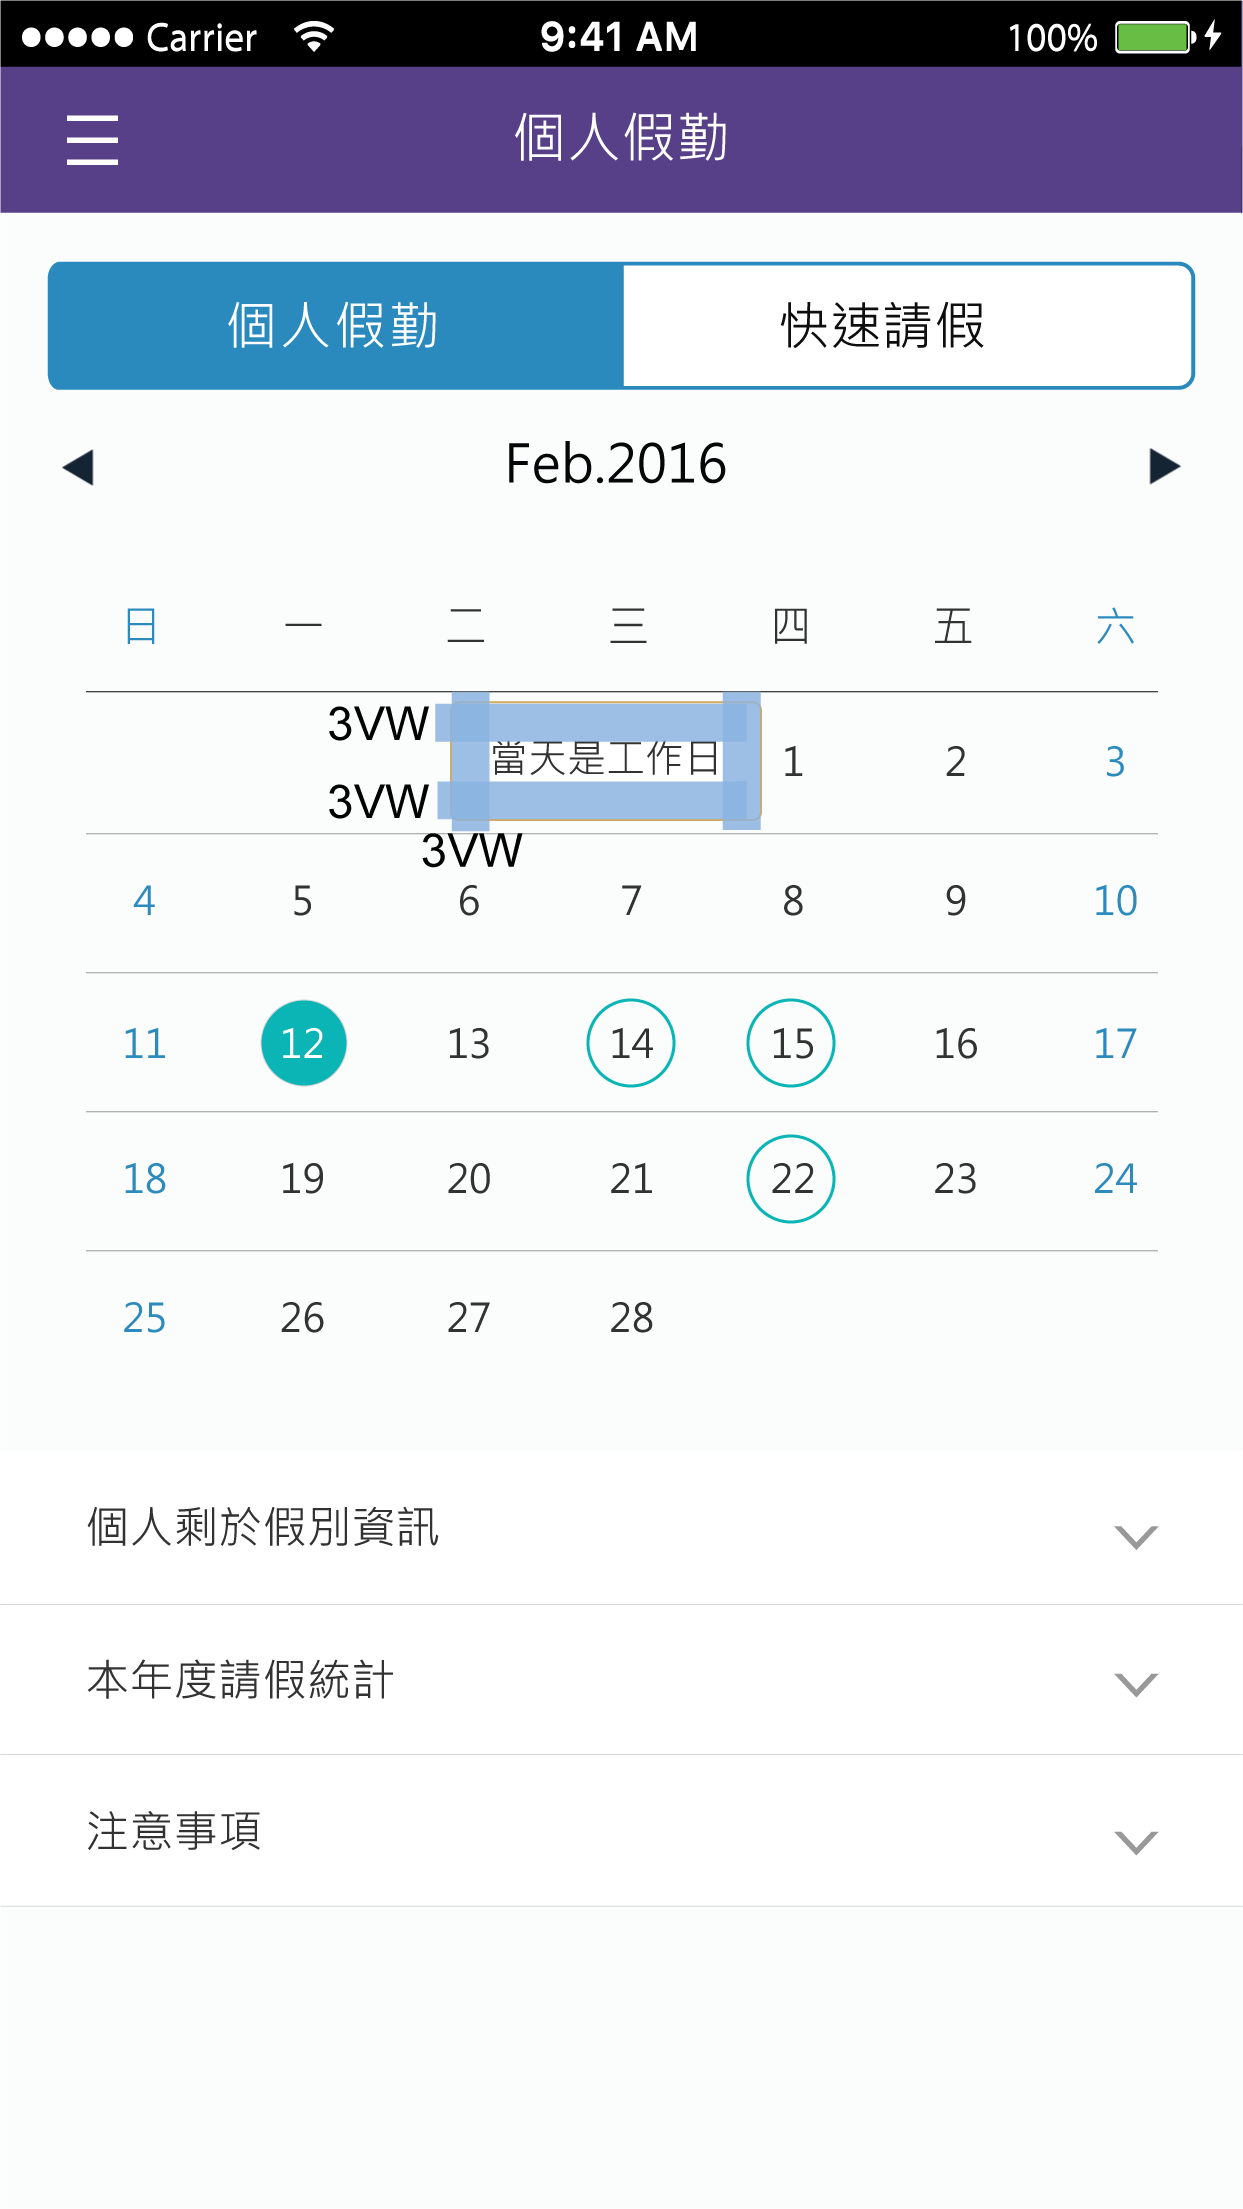 Carrier 9:41 AM 100%
個人假勤
個人假勤 快速請假
Feb.2016
日 一 二 三 四 五 六
3VW
當天是工作日 1 2 3
3VW
3VW
4 5 6 7 8 9 10
11 12 13 14 15 16 17
18 19 20 21 22 23 24
25 26 27 28
個人剩於假別資訊
本年度請假統計
注意事項